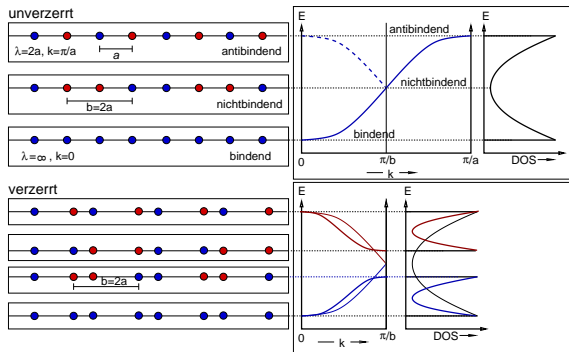 unverzerrt
λ=2a, k=π/a
a
antibindend
b=2a
nichtbindend
λ=∞ , k=0
bindend
E
antibindend
nichtbindend
bindend
0
π/b
π/a
k
E
DOS
verzerrt
b=2a
E
0
π/b
k
E
DOS